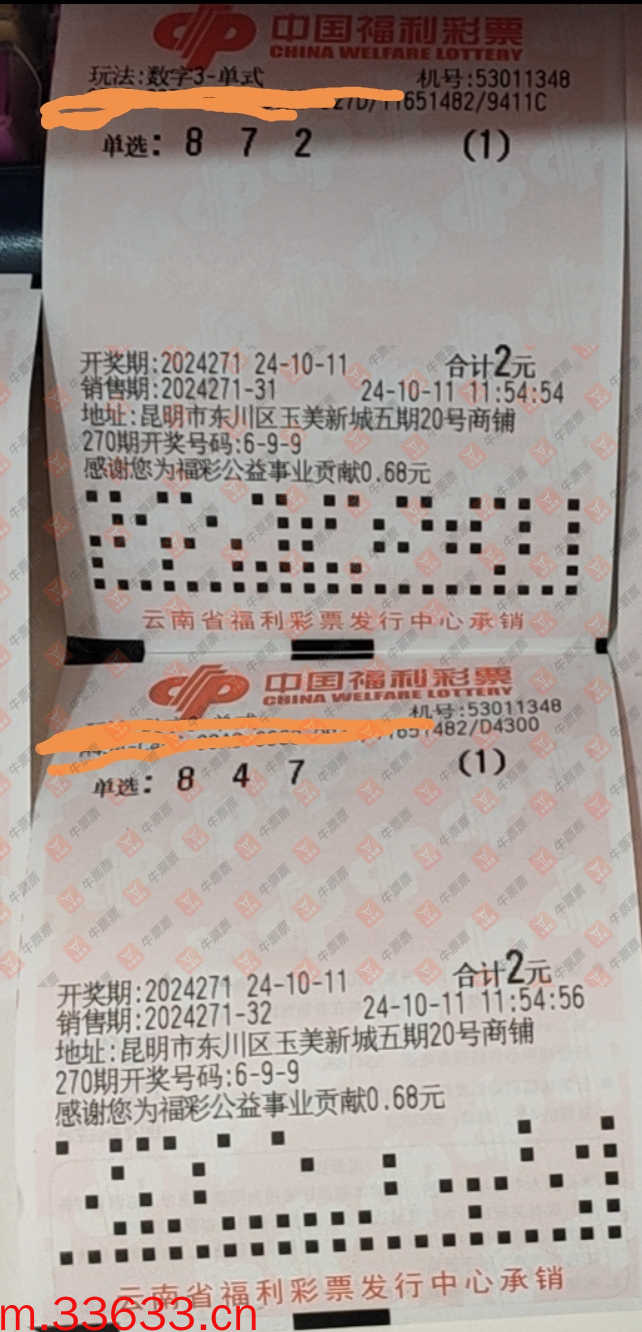 中国福利彩票
CHINA WELFARE LOTTERY
玩法:数字3-单式 机号:53011348
11651482/9411C
单选: 8 7 2 (1)
开奖期:2024271 24-10-11 合计2元
销售期:2024271-31 24-10-11 11:54:54
地址:昆明市东川区玉美新城五期20号商铺
270期开奖号码:6-9-9
感谢您为福彩公益事业贡献0.68元
云南省福利彩票发行中心承销
中国福利彩票
CHINA WELFARE LOTTERY
单式 机号:53011348
11651482/D4300
单选: 8 4 7 (1)
开奖期:2024271 24-10-11 合计2元
销售期:2024271-32 24-10-11 11:54:56
地址:昆明市东川区玉美新城五期20号商铺
270期开奖号码:6-9-9
感谢您为福彩公益事业贡献0.68元
云南省福利彩票发行中心承销
m.33633.cn